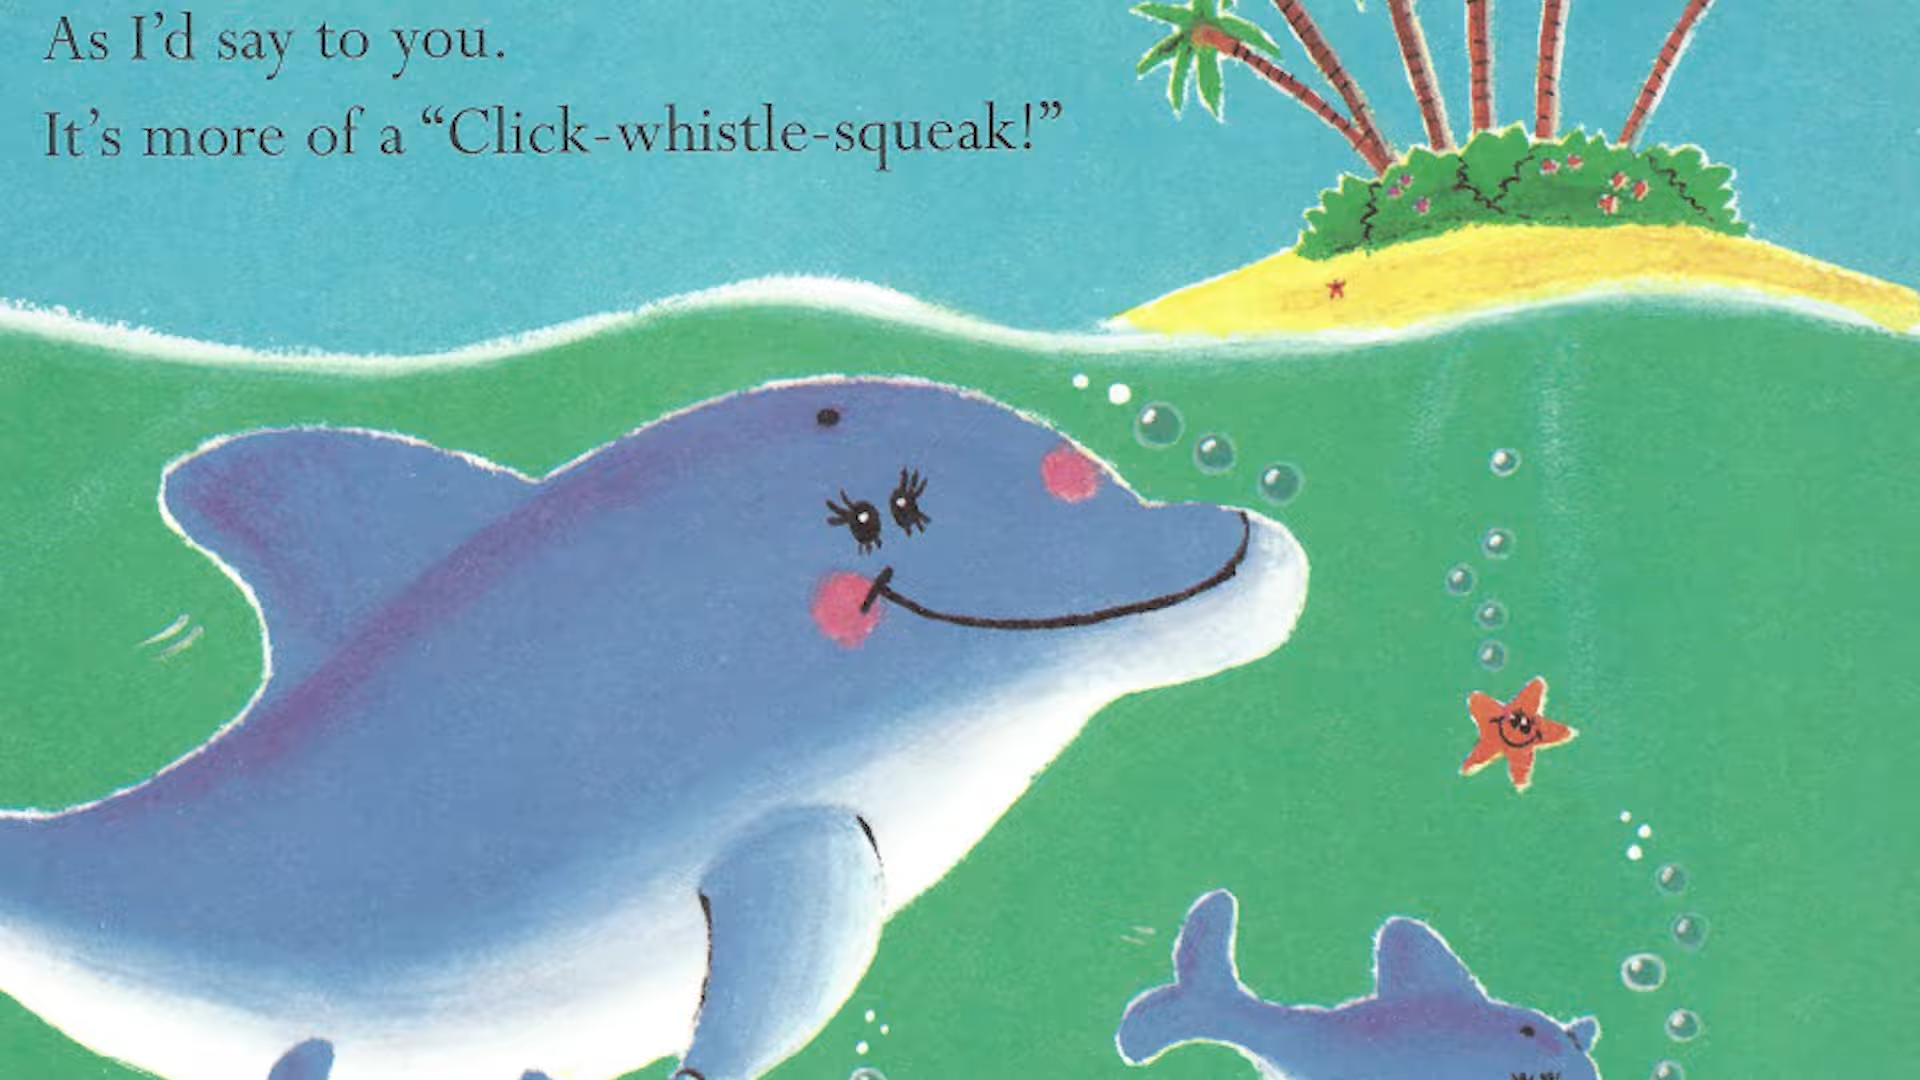 As I’d say to you.
It’s more of a “Click-whistle-squeak!”